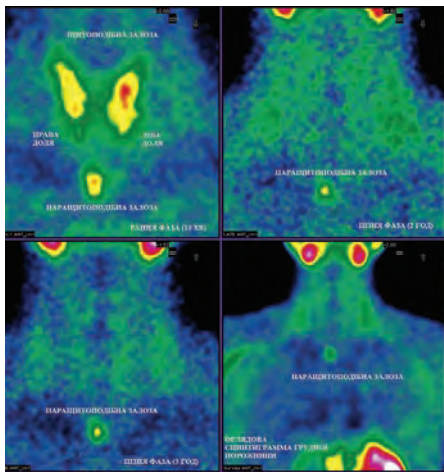 ЩИТОПОДІБНА ЗАЛОЗА
ПРАВА
ДОЛЯ
ЛІВА
ДОЛЯ
ПАРАЩИТОПОДІБНА ЗАЛОЗА
РАННЯ ФАЗА (10 ХВ)
ПАРАЩИТОПОДІБНА ЗАЛОЗА
ПІЗНЯ ФАЗА (2 ГОД)
ПАРАЩИТОПОДІБНА ЗАЛОЗА
ПІЗНЯ ФАЗА (3 ГОД)
ПАРАЩИТОПОДІБНА ЗАЛОЗА
ОГЛЯДОВА
СЦИНТИГРАМА ГРУДНОЇ
ПОРОЖНИНИ